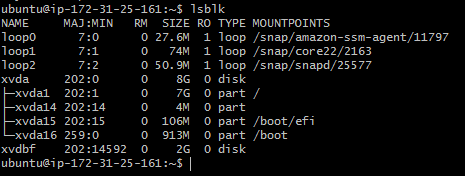 ubuntu@ip-172-31-25-161:~$ lsblk
NAME     MAJ:MIN   RM  SIZE RO TYPE MOUNTPOINTS
loop0      7:0      0 27.6M  1 loop /snap/amazon-ssm-agent/11797
loop1      7:1      0   74M  1 loop /snap/core22/2163
loop2      7:2      0 50.9M  1 loop /snap/snapd/25577
xvda     202:0      0    8G  0 disk
├─xvda1  202:1      0    7G  0 part /
├─xvda14 202:14     0    4M  0 part
├─xvda15 202:15     0  106M  0 part /boot/efi
└─xvda16 259:0      0  913M  0 part /boot
xvdbf    202:14592  0    2G  0 disk
ubuntu@ip-172-31-25-161:~$